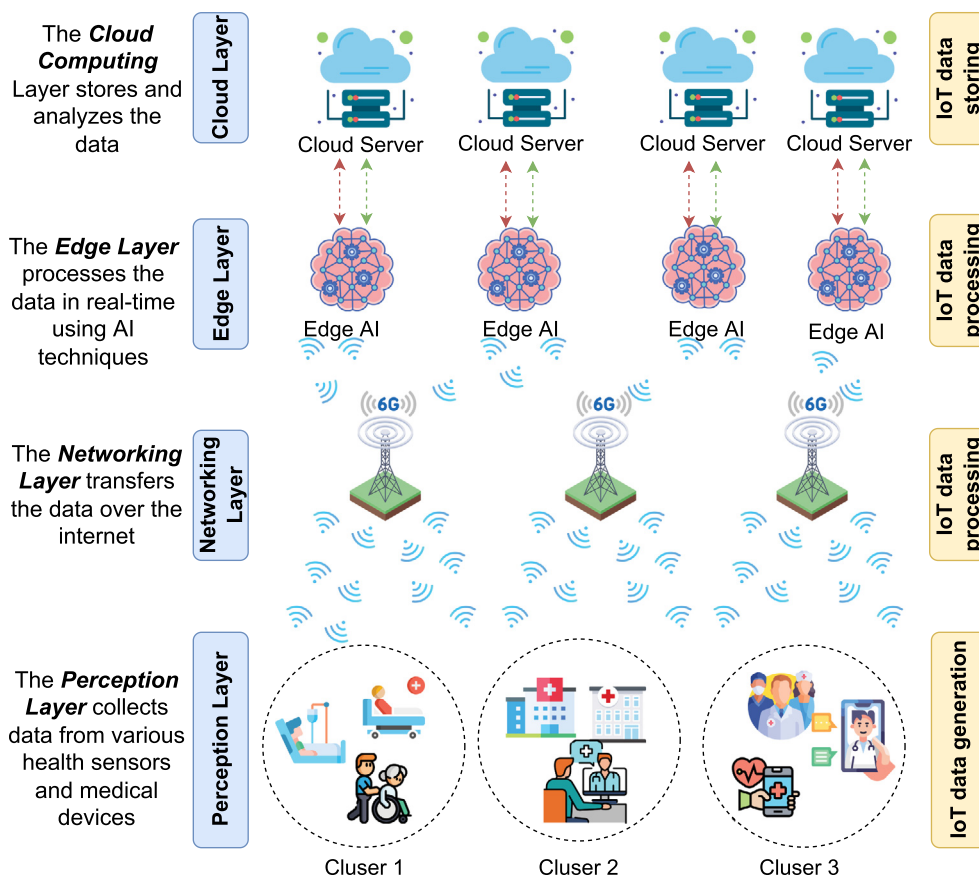 The Cloud
Computing
Layer stores and
analyzes the
data
Cloud Layer
Cloud Server
Cloud Server
Cloud Server
Cloud Server
IoT data
storing
The Edge Layer
processes the
data in real-time
using AI
techniques
Edge Layer
Edge AI
Edge AI
Edge AI
Edge AI
IoT data
processing
The Networking
Layer transfers
the data over the
internet
Networking
Layer
6G
6G
6G
IoT data
processing
The Perception
Layer collects
data from various
health sensors
and medical
devices
Perception Layer
Cluser 1
Cluser 2
Cluser 3
IoT data generation